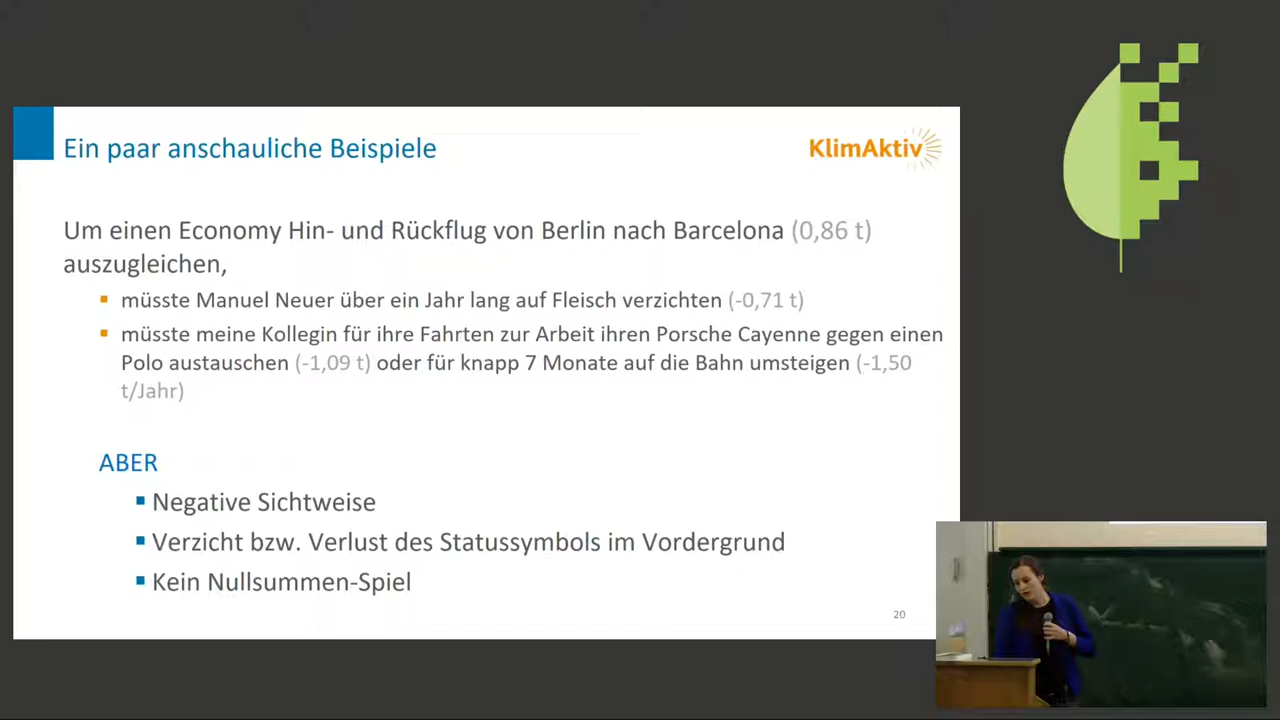 Ein paar anschauliche Beispiele
KlimAktiv
Um einen Economy Hin- und Rückflug von Berlin nach Barcelona (0,86 t)
auszugleichen,
müsste Manuel Neuer über ein Jahr lang auf Fleisch verzichten (-0,71 t)
müsste meine Kollegin für ihre Fahrten zur Arbeit ihren Porsche Cayenne gegen einen
Polo austauschen (-1,09 t) oder für knapp 7 Monate auf die Bahn umsteigen (-1,50
t/Jahr)
ABER
Negative Sichtweise
Verzicht bzw. Verlust des Statussymbols im Vordergrund
Kein Nullsummen-Spiel
20